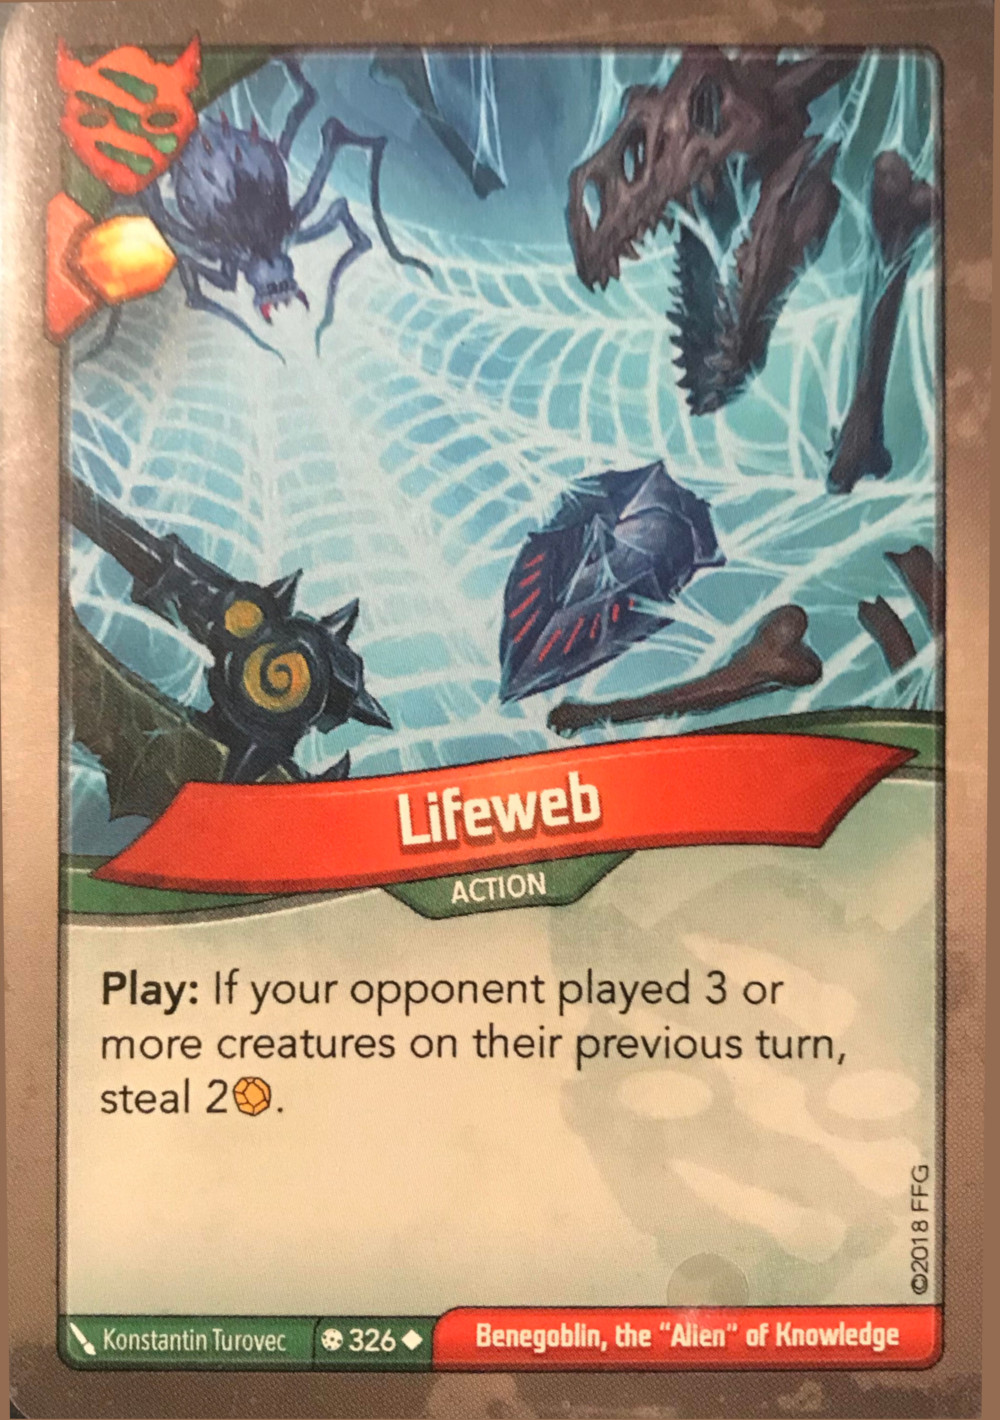 Lifeweb
ACTION
Play: If your opponent played 3 or
more creatures on their previous turn,
steal 2.
©2018 FFG
Konstantin Turovec
326
Benegoblin, the “Alien” of Knowledge